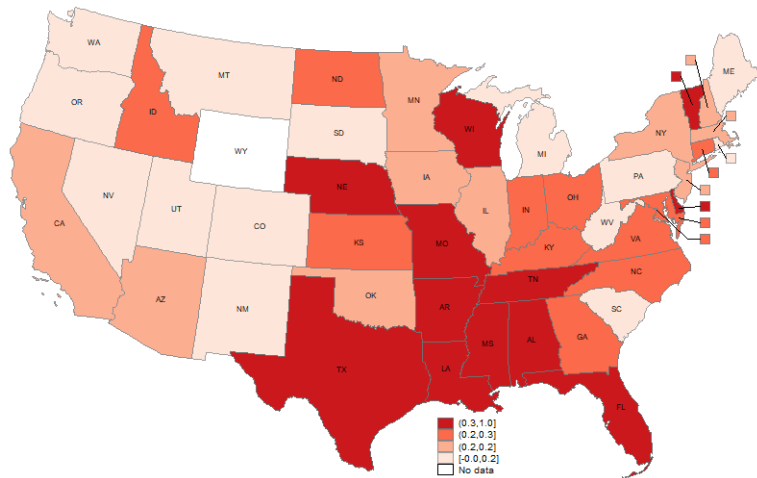 WA
MT
ND
MN
ME
OR
ID
SD
WI
NY
WY
MI
NE
IA
PA
NV
UT
CO
IL
IN
OH
WV
CA
KS
MO
KY
VA
AZ
NM
OK
AR
TN
NC
SC
TX
LA
MS
AL
GA
FL
(0.3,1.0]
(0.2,0.3]
(0.2,0.2]
[-0.0,0.2]
No data